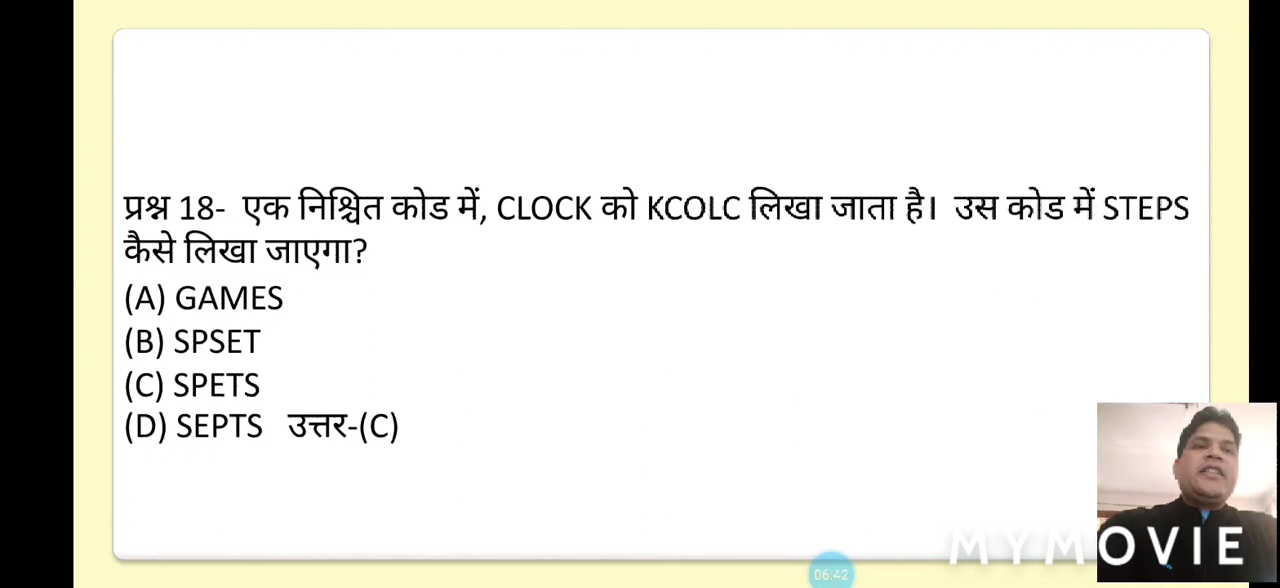 प्रश्न 18- एक निश्चित कोड में, CLOCK को KCOLC लिखा जाता है। उस कोड में STEPS
कैसे लिखा जाएगा?
(A) GAMES
(B) SPSET
(C) SPETS
(D) SEPTS उत्तर-(C)
MYMOVIE
06:42